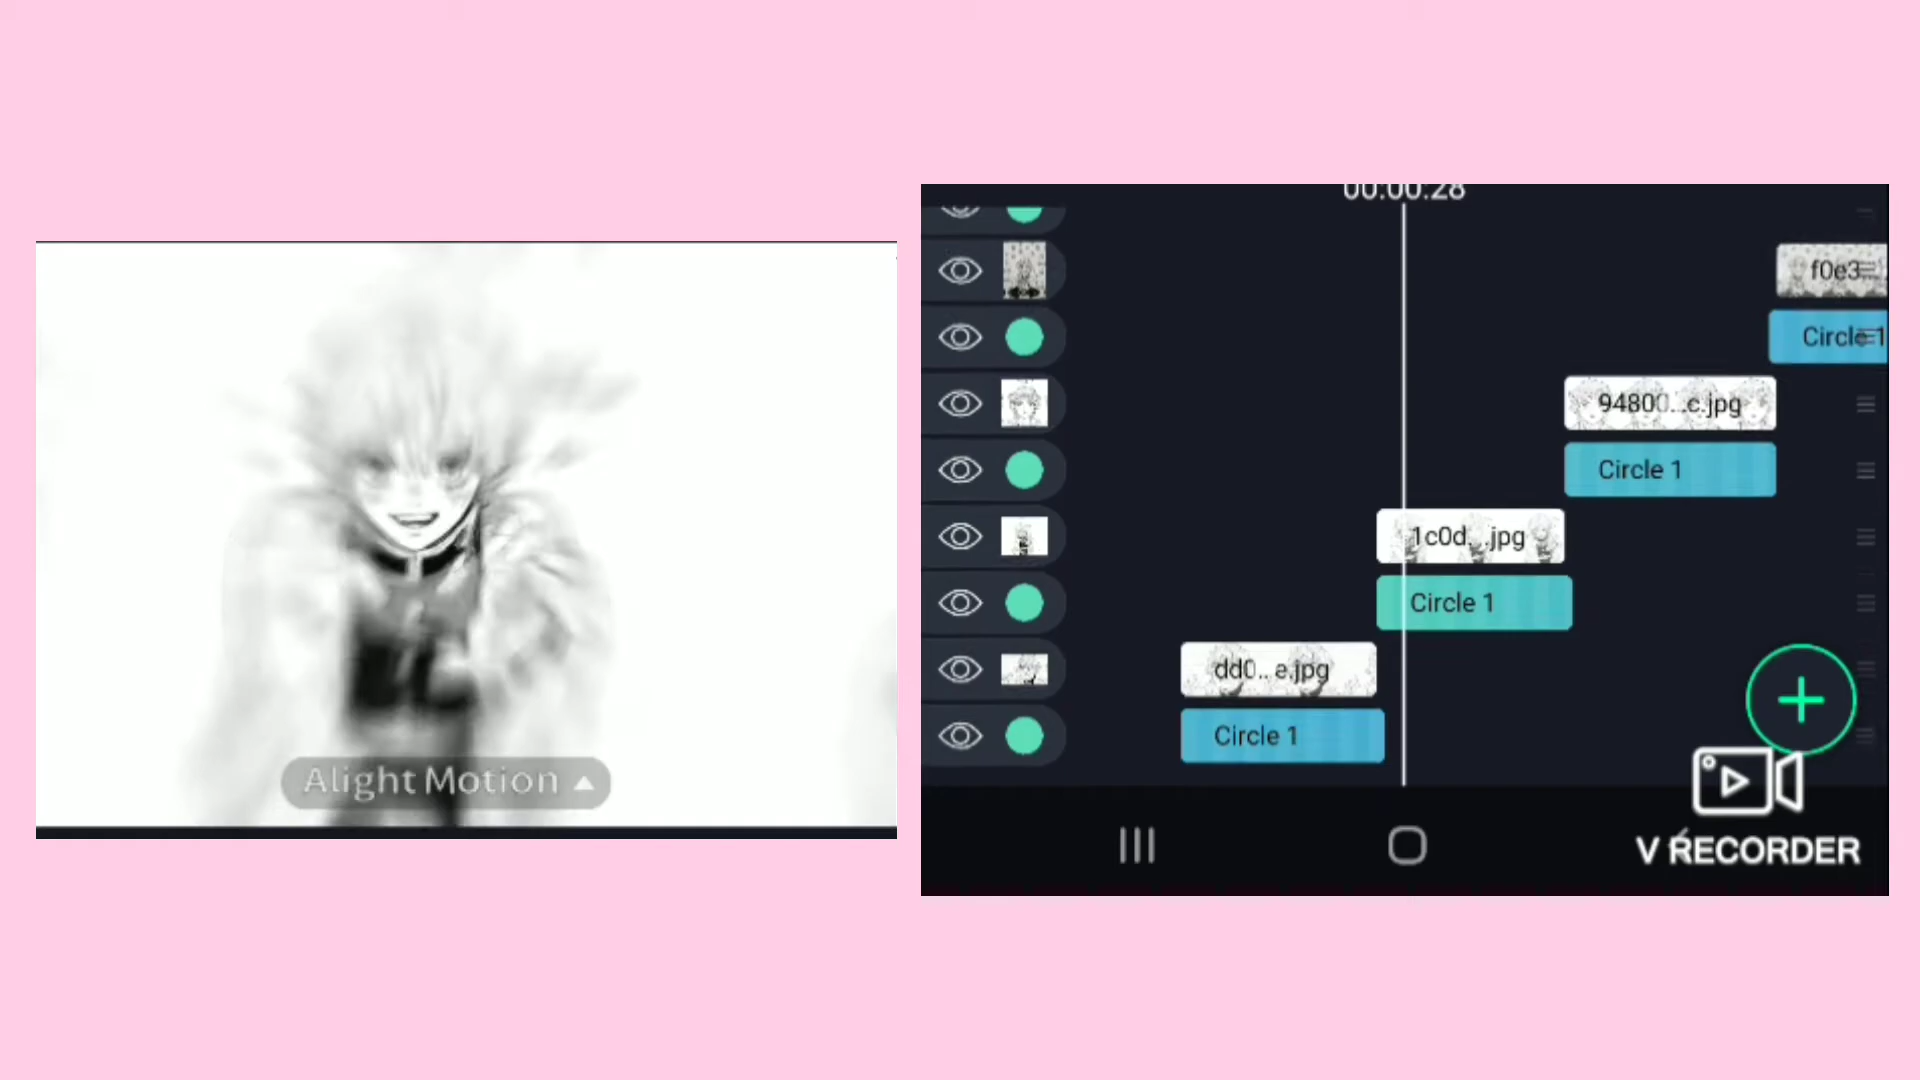 Alight Motion
00:00:28
f0e3...
Circle 1
94800...c.jpg
Circle 1
1c0d...jpg
Circle 1
dd0...e.jpg
Circle 1
V RECORDER